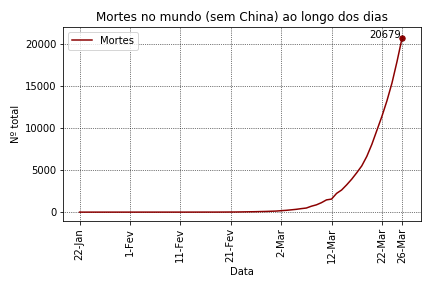 Mortes no mundo (sem China) ao longo dos dias
20679
Mortes
20000
15000
10000
5000
0
Nº total
22-Jan
1-Fev
11-Fev
21-Fev
2-Mar
12-Mar
22-Mar
26-Mar
Data